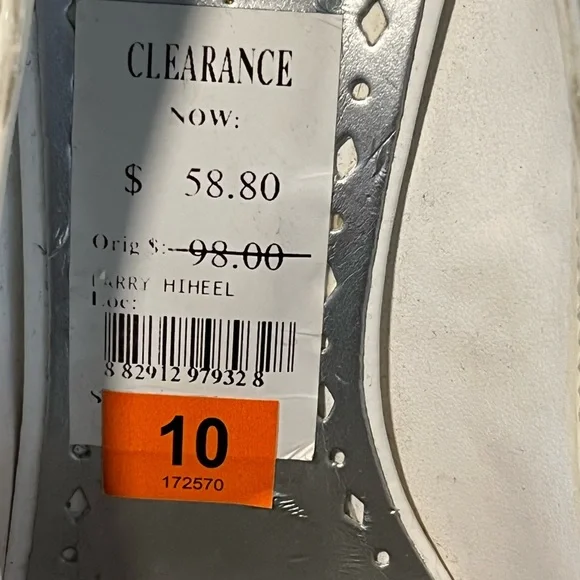 CLEARANCE
NOW:
$ 58.80
Orig $: 98.00
HIHEEL
Loc:
8 82912 97932 8
S
10
172570